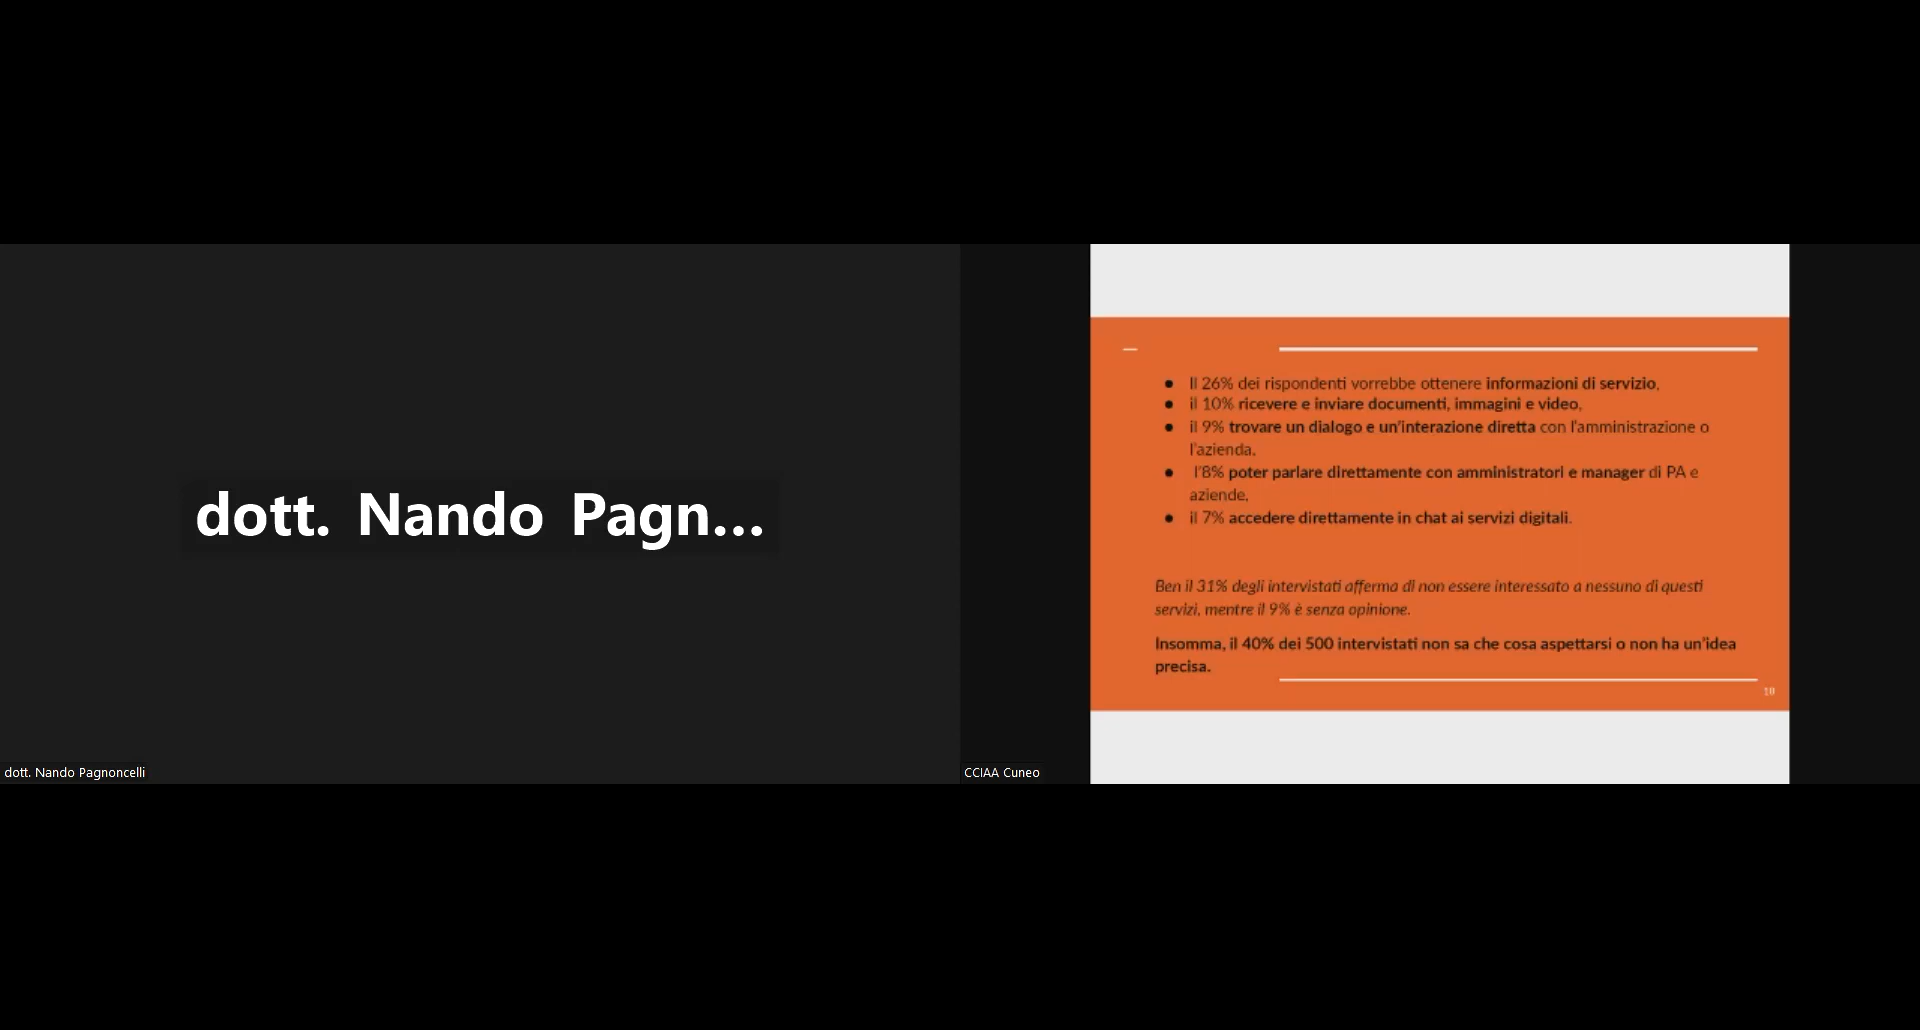 dott. Nando Pagn...
dott. Nando Pagnoncelli
● Il 26% dei rispondenti vorrebbe ottenere informazioni di servizio,
● il 10% ricevere e inviare documenti, immagini e video,
● il 9% trovare un dialogo e un'interazione diretta con l'amministrazione o
l'azienda,
● l'8% poter parlare direttamente con amministratori e manager di PA e
aziende,
● il 7% accedere direttamente in chat ai servizi digitali.
Ben il 31% degli intervistati afferma di non essere interessato a nessuno di questi
servizi, mentre il 9% è senza opinione.
Insomma, il 40% dei 500 intervistati non sa che cosa aspettarsi o non ha un'idea
precisa.
CCIAA Cuneo